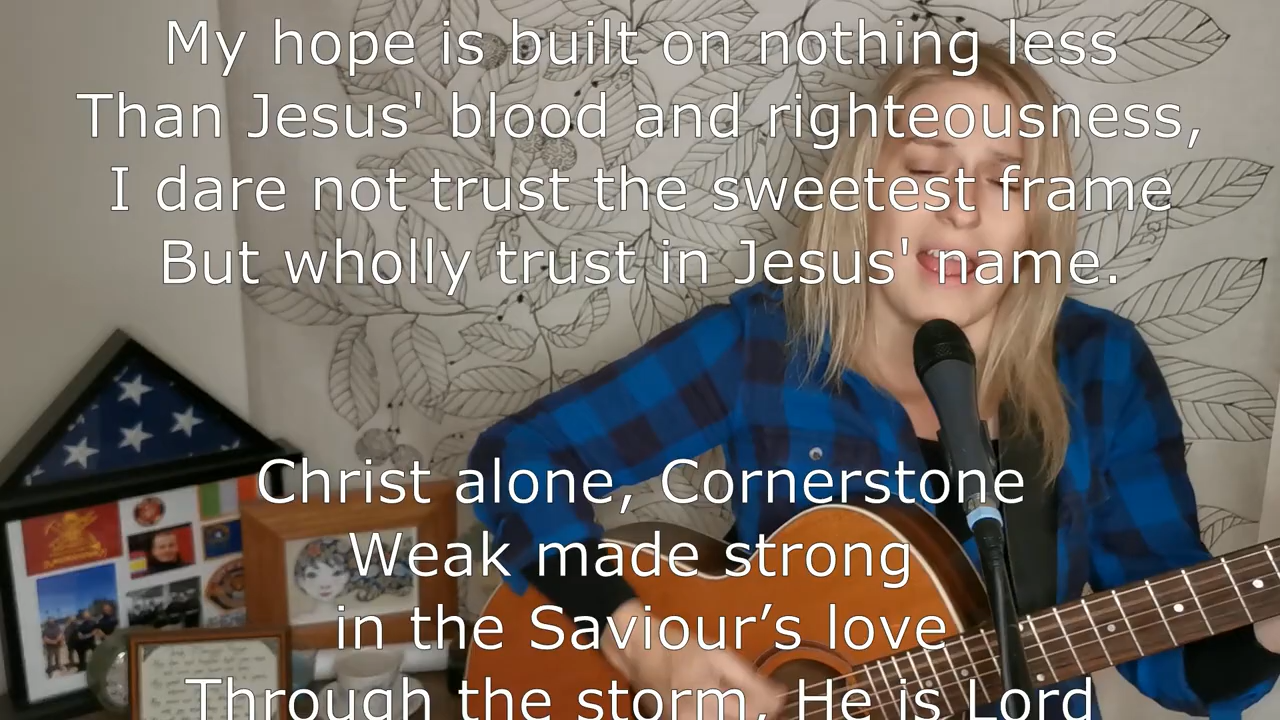 My hope is built on nothing less
Than Jesus' blood and righteousness,
I dare not trust the sweetest frame
But wholly trust in Jesus' name.
Christ alone, Cornerstone
Weak made strong
in the Saviour’s love
Through the storm, He is Lord